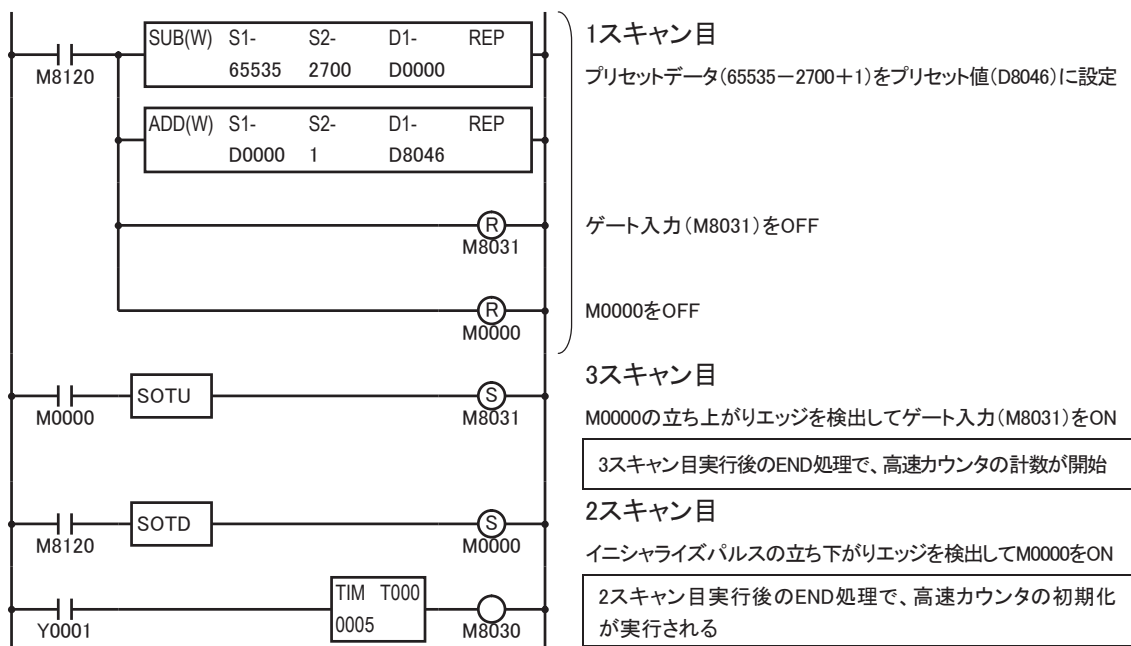 SUB(W) S1- S2- D1- REP
65535 2700 D0000
M8120
ADD(W) S1- S2- D1- REP
D0000 1 D8046
R
M8031
R
M0000
1スキャン目
プリセットデータ(65535－2700＋1)をプリセット値(D8046)に設定
ゲート入力(M8031)をOFF
M0000をOFF
M0000
SOTU
S
M8031
3スキャン目
M0000の立ち上がりエッジを検出してゲート入力(M8031)をON
3スキャン目実行後のEND処理で、高速カウンタの計数が開始
M8120
SOTD
S
M0000
2スキャン目
イニシャライズパルスの立ち下がりエッジを検出してM0000をON
2スキャン目実行後のEND処理で、高速カウンタの初期化
が実行される
Y0001
TIM T000
0005
M8030